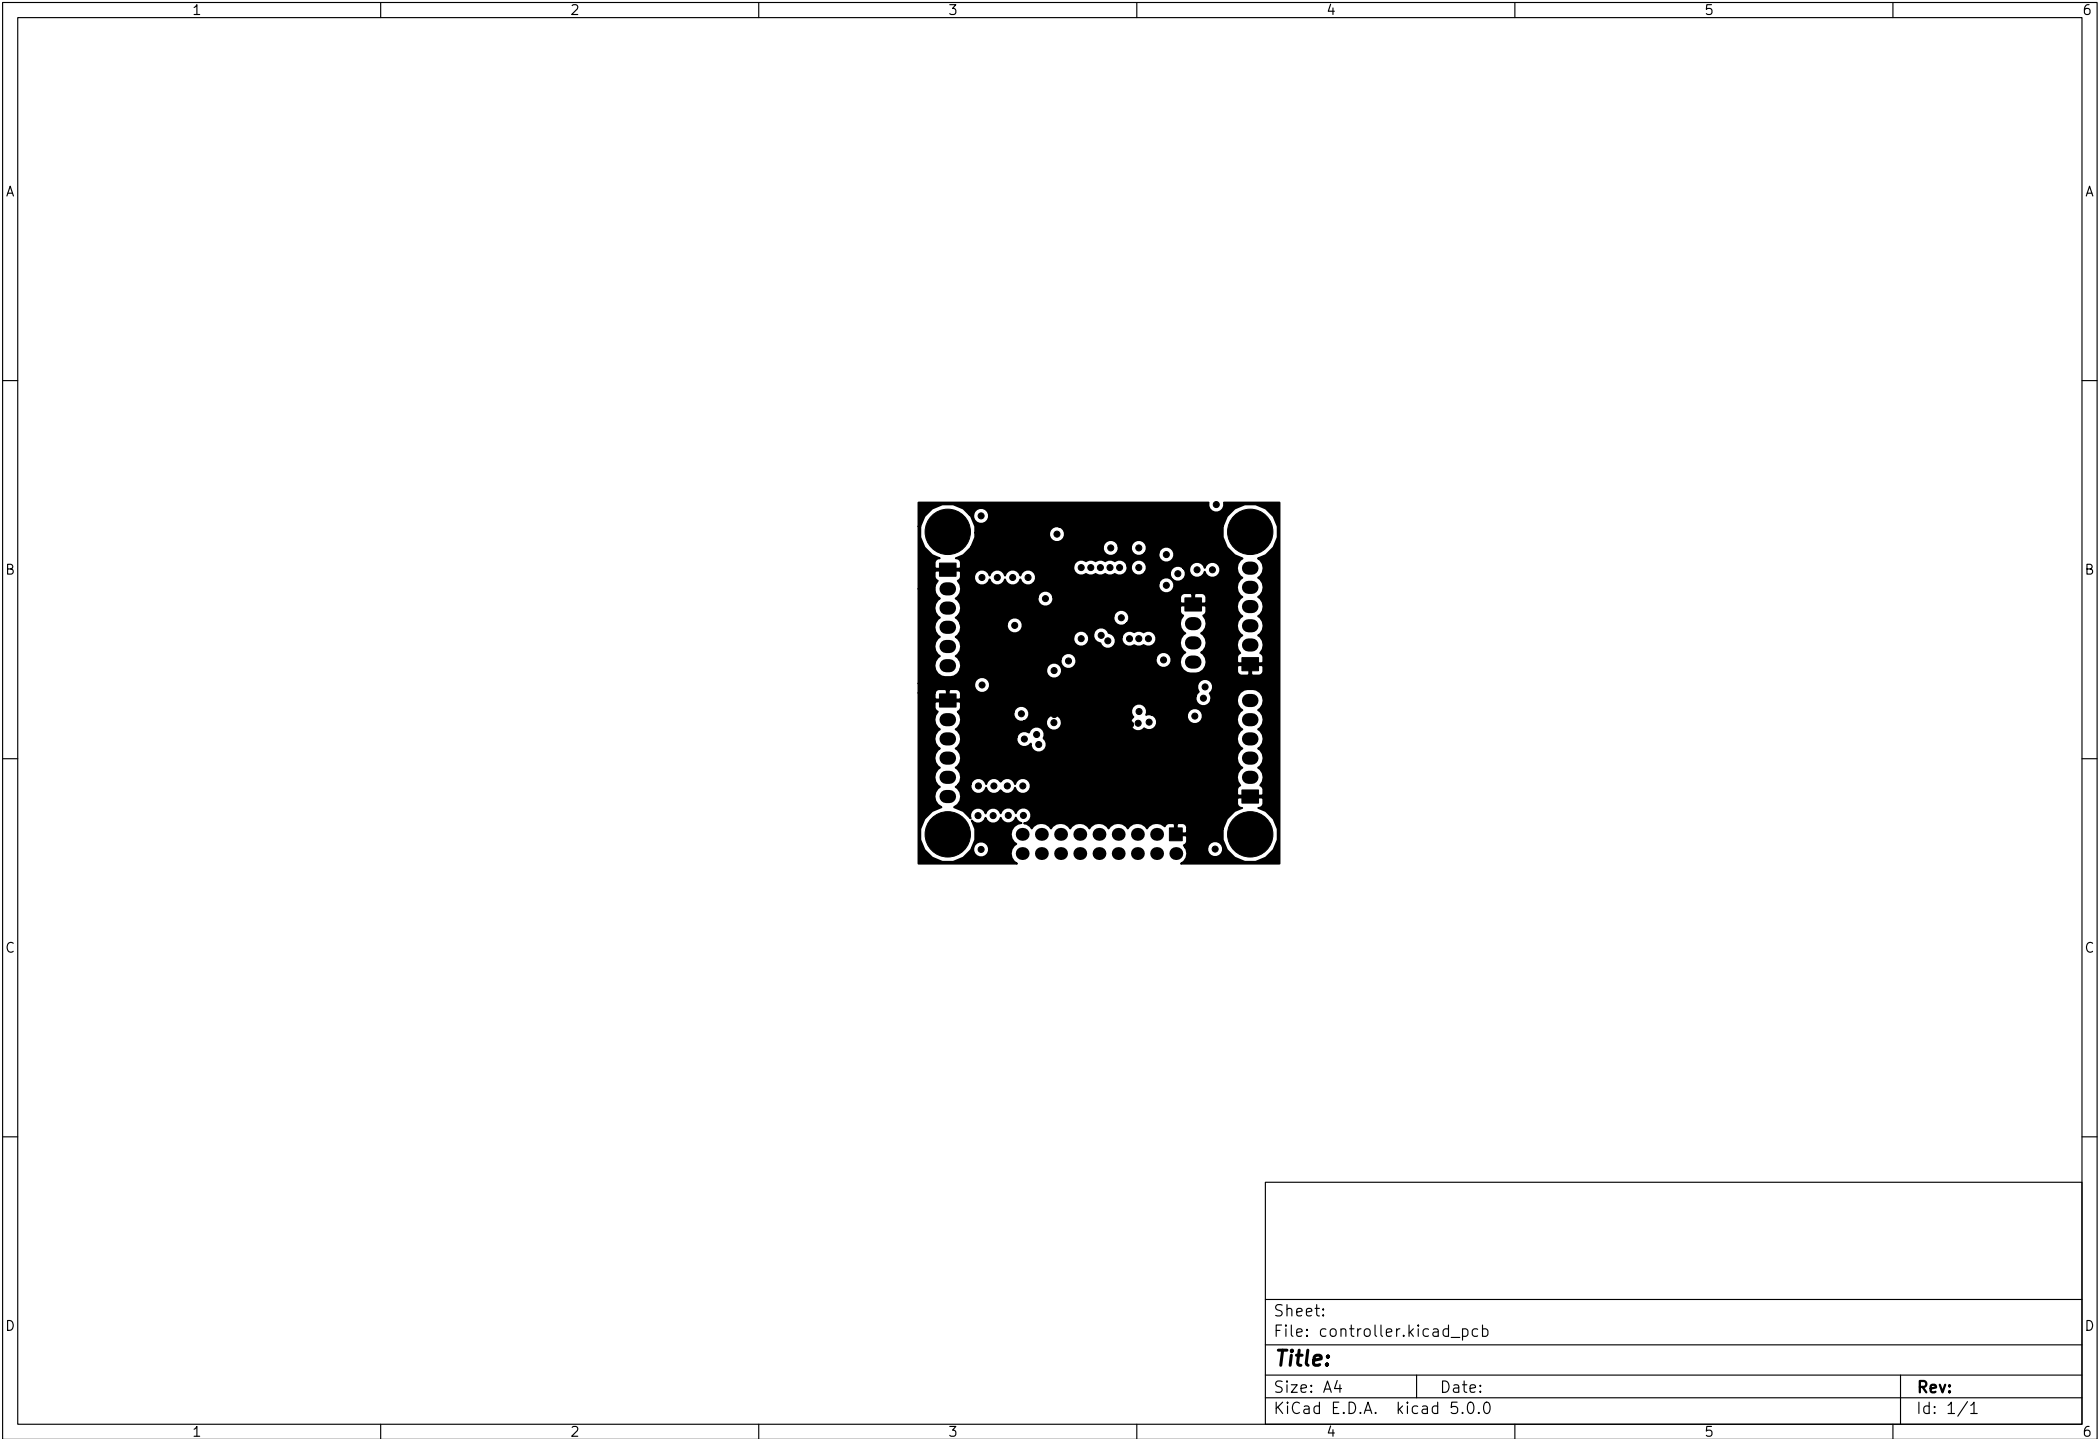 1 2 3 4 5 6
A A
B B
C C
Sheet:
File: controller.kicad_pcb
D D
Title:
Size: A4 Date: Rev:
KiCad E.D.A. kicad 5.0.0 Id: 1/1
1 2 3 4 5 6